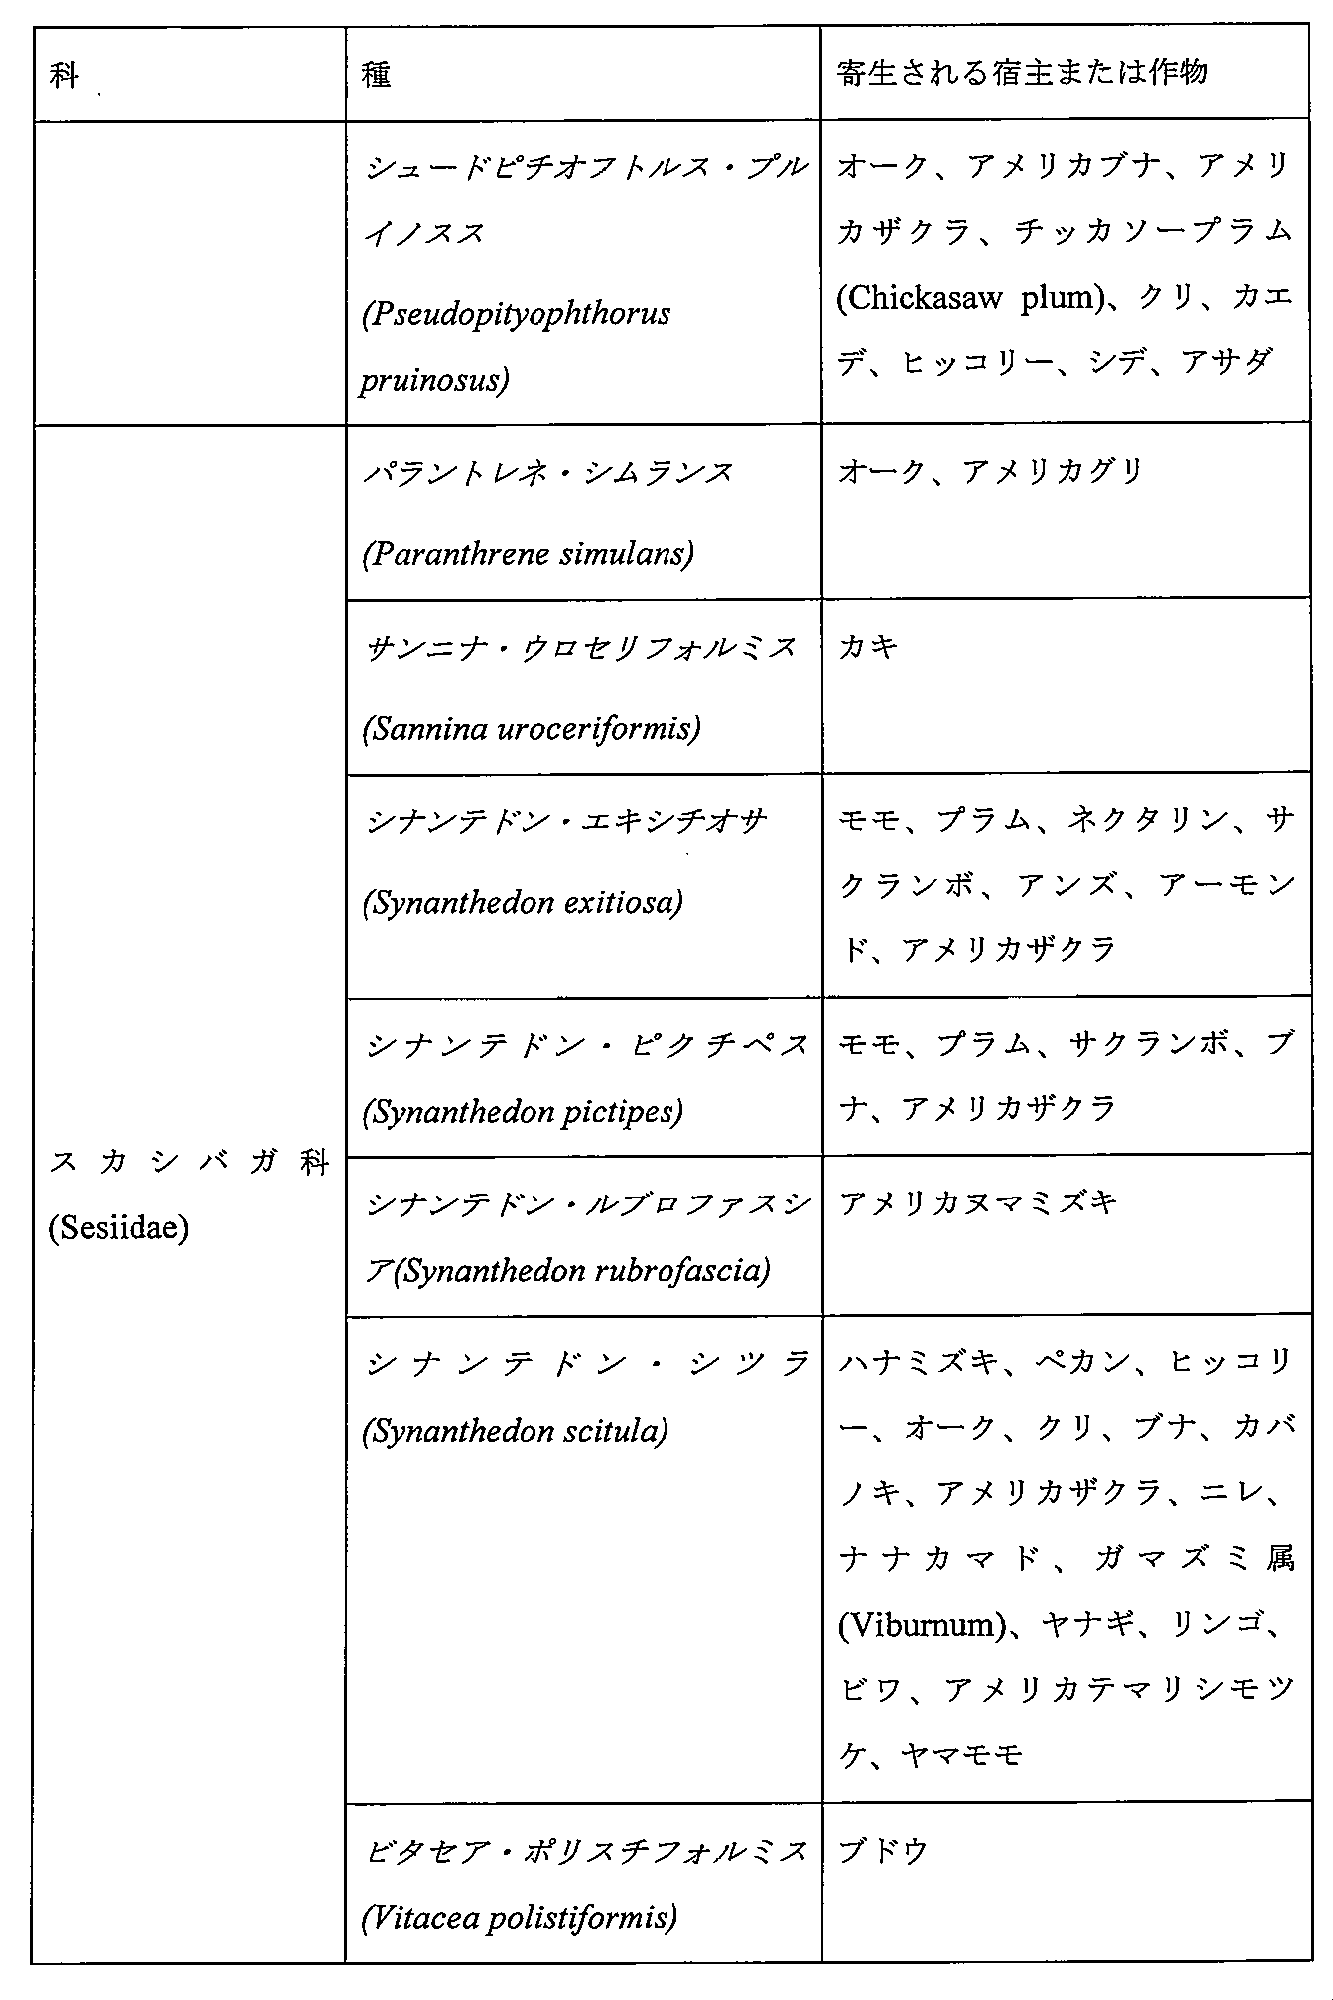 科
種
寄生される宿主または作物
シュードピチオフトルス・プル
イノスス
(Pseudopityophthorus
pruinosus)
オーク、アメリカブナ、アメリ
カザクラ、チッカソープラム
(Chickasaw plum)、クリ、カエ
デ、ヒッコリー、シデ、アサダ
スカシバガ科
(Sesiidae)
パラントレネ・シムランス
(Paranthrene simulans)
オーク、アメリカグリ
サンニナ・ウロセリフォルミス
(Sannina uroceriformis)
カキ
シナンテドン・エキシチオサ
(Synanthedon exitiosa)
モモ、プラム、ネクタリン、サ
クランボ、アンズ、アーモン
ド、アメリカザクラ
シナンテドン・ピクチペス
(Synanthedon pictipes)
モモ、プラム、サクランボ、ブ
ナ、アメリカザクラ
シナンテドン・ルブロファスシ
ア(Synanthedon rubrofascia)
アメリカヌマミズキ
シナンテドン・シツラ
(Synanthedon scitula)
ハナミズキ、ペカン、ヒッコリ
ー、オーク、クリ、ブナ、カバ
ノキ、アメリカザクラ、ニレ、
ナナカマド、ガマズミ属
(Viburnum)、ヤナギ、リンゴ、
ビワ、アメリカテマリシモツ
ケ、ヤマモモ
ビタセア・ポリスチフォルミス
(Vitacea polistiformis)
ブドウ